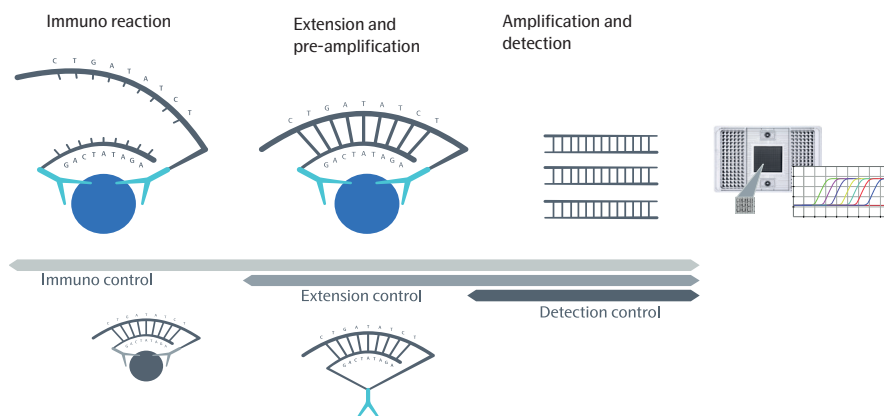 Immuno reaction
Extension and
pre-amplification
Amplification and
detection
C T G A T A T C T
G A C T A T A G A
C T G A T A T C T
G A C T A T A G A
Immuno control
Extension control
Detection control
T G A T A T C T
G A C T A T A G A
C T G A T A T C T
G A C T A T A G A